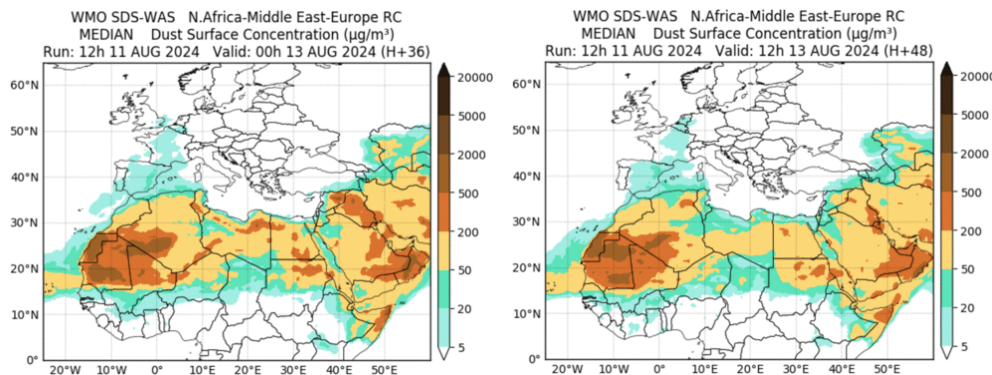 WMO SDS-WAS N.Africa-Middle East-Europe RC
MEDIAN Dust Surface Concentration (µg/m³)
Run: 12h 11 AUG 2024 Valid: 00h 13 AUG 2024 (H+36)
60°N
50°N
40°N
30°N
20°N
10°N
0°
20°W 10°W 0° 10°E 20°E 30°E 40°E 50°E
20000
5000
2000
500
200
50
20
5
WMO SDS-WAS N.Africa-Middle East-Europe RC
MEDIAN Dust Surface Concentration (µg/m³)
Run: 12h 11 AUG 2024 Valid: 12h 13 AUG 2024 (H+48)
60°N
50°N
40°N
30°N
20°N
10°N
0°
20°W 10°W 0° 10°E 20°E 30°E 40°E 50°E
20000
5000
2000
500
200
50
20
5